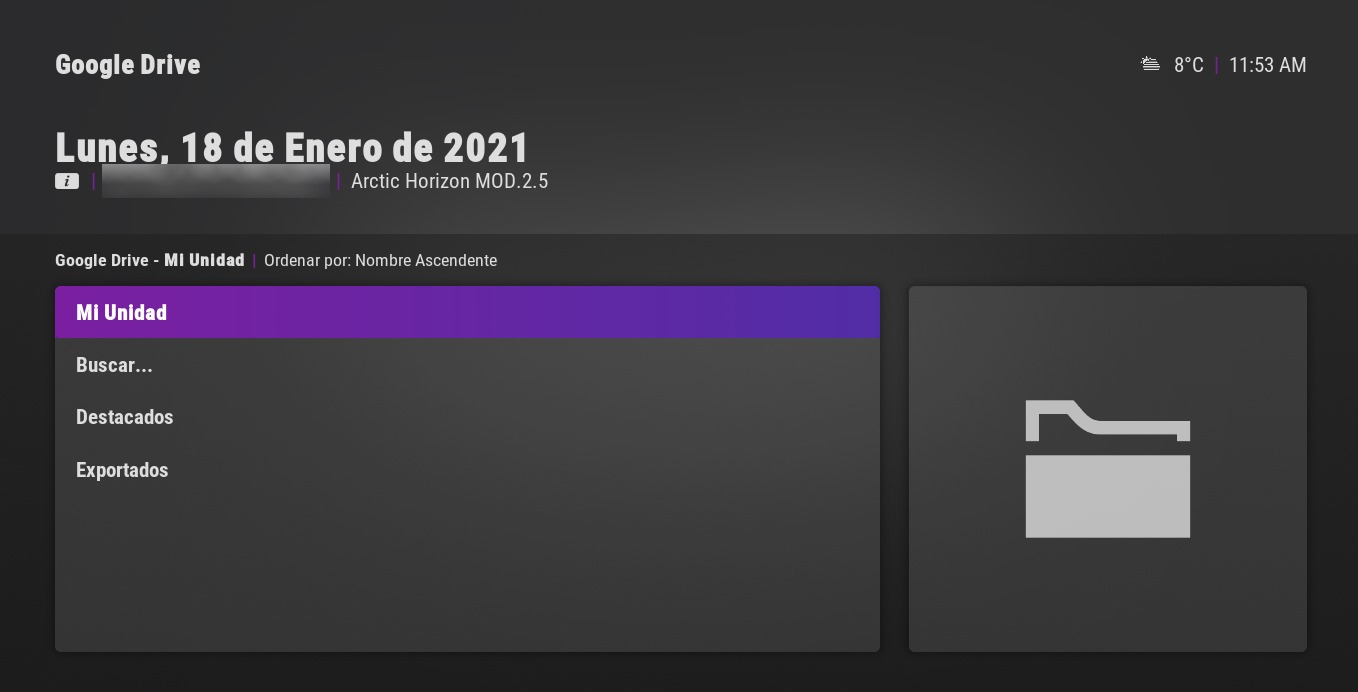 Google Drive
8°C | 11:53 AM
Lunes, 18 de Enero de 2021
i | | Arctic Horizon MOD.2.5
Google Drive - Mi Unidad | Ordenar por: Nombre Ascendente
Mi Unidad
Buscar...
Destacados
Exportados